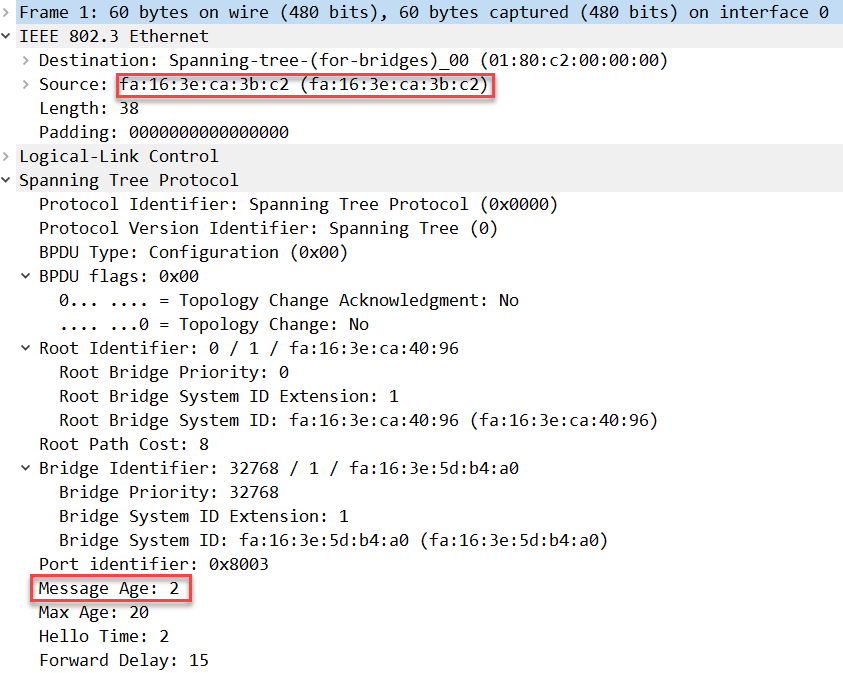 Frame 1: 60 bytes on wire (480 bits), 60 bytes captured (480 bits) on interface 0
IEEE 802.3 Ethernet
Destination: Spanning-tree-(for-bridges)_00 (01:80:c2:00:00:00)
Source: fa:16:3e:ca:3b:c2 (fa:16:3e:ca:3b:c2)
Length: 38
Padding: 0000000000000000
Logical-Link Control
Spanning Tree Protocol
Protocol Identifier: Spanning Tree Protocol (0x0000)
Protocol Version Identifier: Spanning Tree (0)
BPDU Type: Configuration (0x00)
BPDU flags: 0x00
0... .... = Topology Change Acknowledgment: No
.... ...0 = Topology Change: No
Root Identifier: 0 / 1 / fa:16:3e:ca:40:96
Root Bridge Priority: 0
Root Bridge System ID Extension: 1
Root Bridge System ID: fa:16:3e:ca:40:96 (fa:16:3e:ca:40:96)
Root Path Cost: 8
Bridge Identifier: 32768 / 1 / fa:16:3e:5d:b4:a0
Bridge Priority: 32768
Bridge System ID Extension: 1
Bridge System ID: fa:16:3e:5d:b4:a0 (fa:16:3e:5d:b4:a0)
Port identifier: 0x8003
Message Age: 2
Max Age: 20
Hello Time: 2
Forward Delay: 15